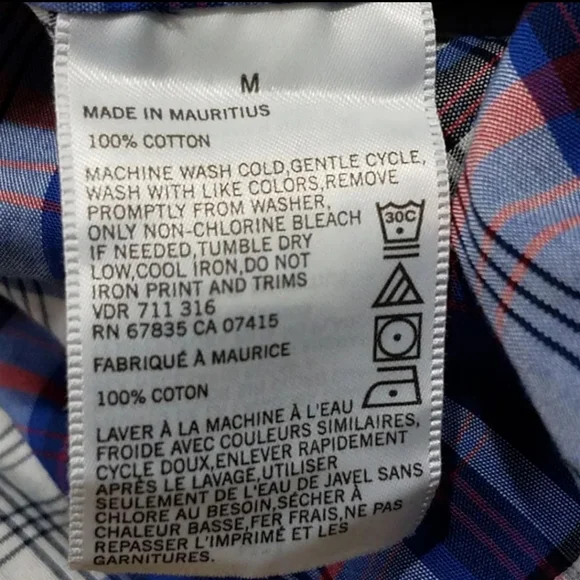 M
MADE IN MAURITIUS
100% COTTON
MACHINE WASH COLD,GENTLE CYCLE,
WASH WITH LIKE COLORS,REMOVE
PROMPTLY FROM WASHER,
ONLY NON-CHLORINE BLEACH
IF NEEDED,TUMBLE DRY
LOW,COOL IRON,DO NOT
IRON PRINT AND TRIMS
VDR 711 316
RN 67835 CA 07415
30C
FABRIQUÉ À MAURICE
100% COTON
LAVER À LA MACHINE À L'EAU
FROIDE AVEC COULEURS SIMILAIRES,
CYCLE DOUX,ENLEVER RAPIDEMENT
APRÈS LE LAVAGE,UTILISER
SEULEMENT DE L'EAU DE JAVEL SANS
CHLORE AU BESOIN,SÉCHER À
CHALEUR BASSE,FER FRAIS,NE PAS
REPASSER L'IMPRIMÉ ET LES
GARNITURES.